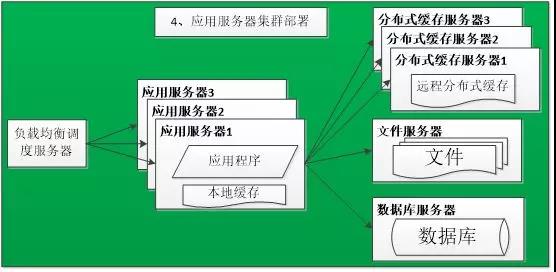 4、应用服务器集群部署
负载均衡调
度服务器
应用服务器3
应用服务器2
应用服务器1
应用程序
本地缓存
分布式缓存服务器3
分布式缓存服务器2
分布式缓存服务器1
远程分布式缓存
文件服务器
文件
数据库服务器
数据库